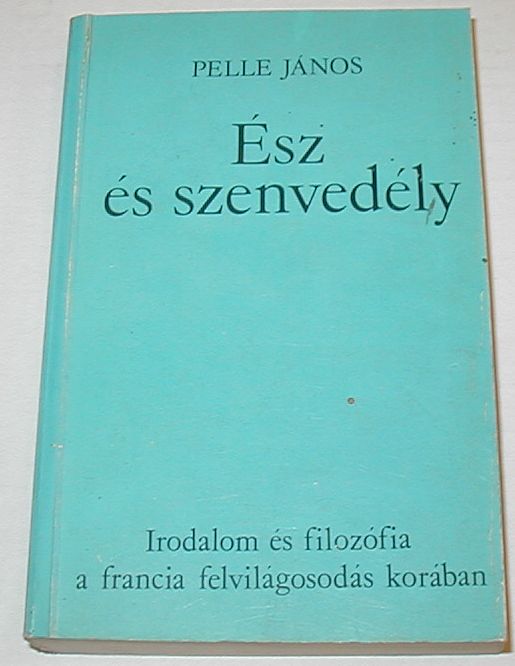 PELLE JÁNOS
Ész
és szenvedély
Irodalom és filozófia
a francia felvilágosodás korában